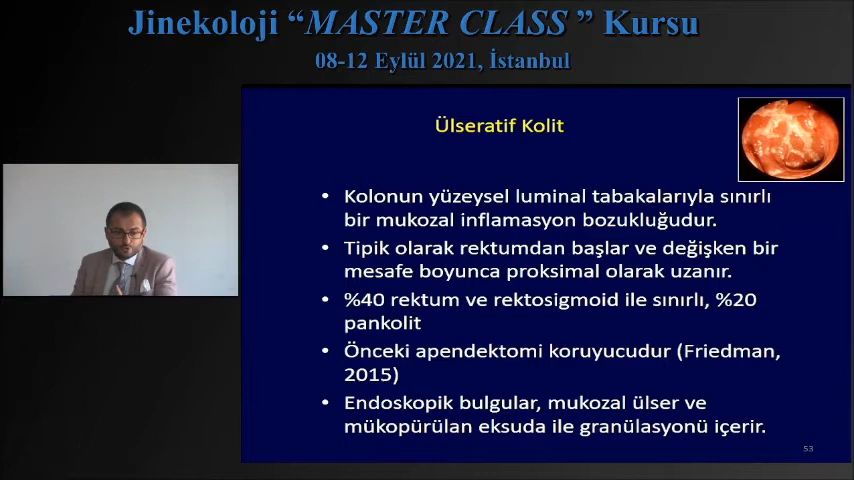 Jinekoloji “MASTER CLASS ” Kursu
08-12 Eylül 2021, İstanbul
Ülseratif Kolit
• Kolonun yüzeysel luminal tabakalarıyla sınırlı
bir mukozal inflamasyon bozukluğudur.
• Tipik olarak rektumdan başlar ve değişken bir
mesafe boyunca proksimal olarak uzanır.
• %40 rektum ve rektosigmoid ile sınırlı, %20
pankolit
• Önceki apendektomi koruyucudur (Friedman,
2015)
• Endoskopik bulgular, mukozal ülser ve
mükopürülan eksuda ile granülasyonü içerir.
53